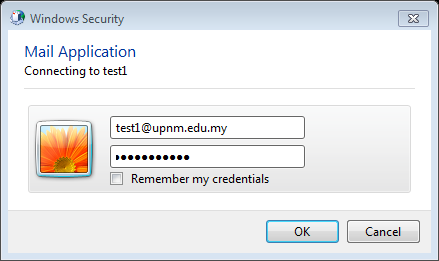 Windows Security
Mail Application
Connecting to test1
test1@upnm.edu.my
•••••••••••
Remember my credentials
OK
Cancel